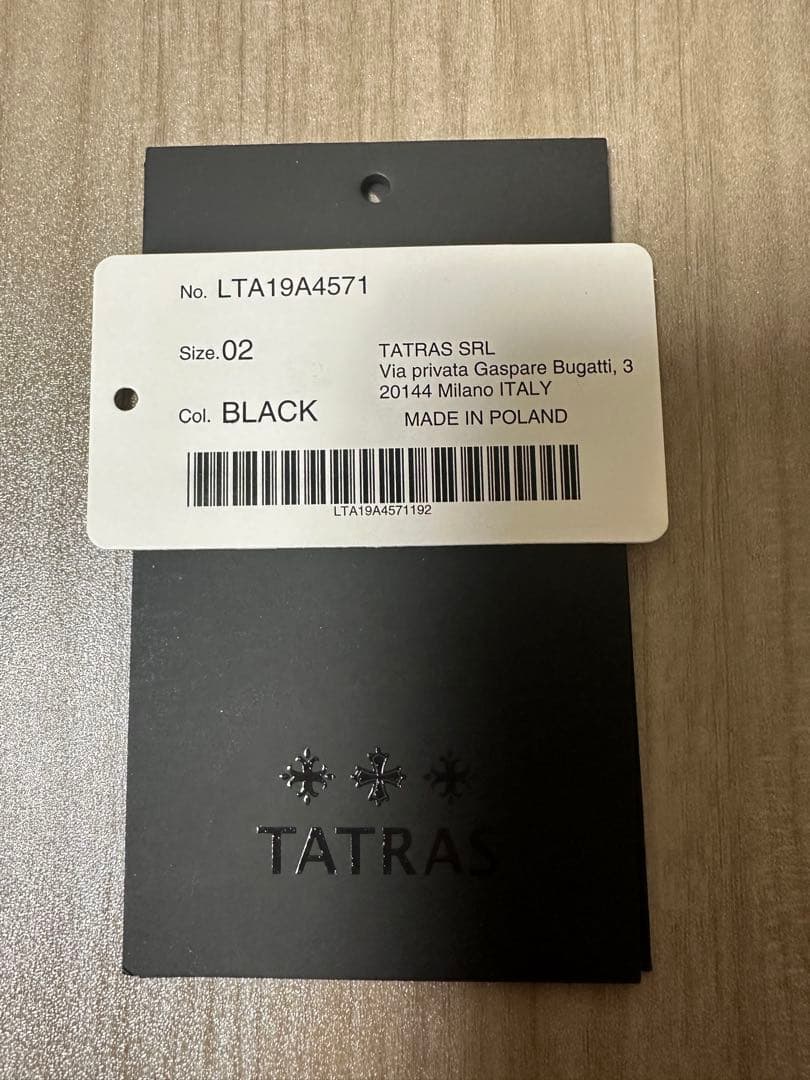 No. LTA19A4571
Size. 02
Col. BLACK
TATRAS SRL
Via privata Gaspare Bugatti, 3
20144 Milano ITALY
MADE IN POLAND
LTA19A4571192
TATRAS